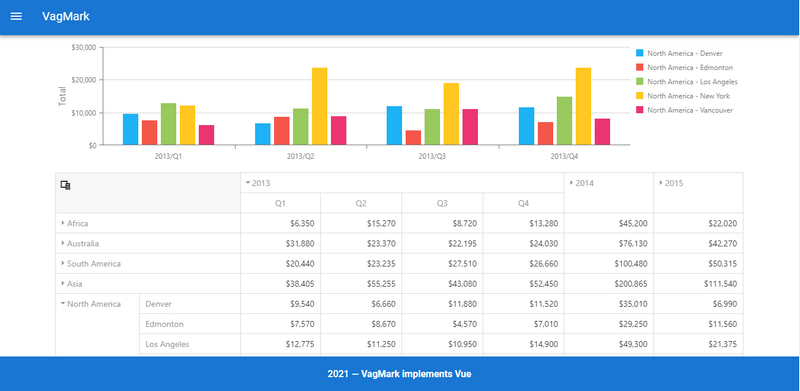 VagMark
$30,000
$20,000
$10,000
$0
Total
2013/Q1 2013/Q2 2013/Q3 2013/Q4
North America - Denver
North America - Edmonton
North America - Los Angeles
North America - New York
North America - Vancouver
2013 2014 2015
Q1 Q2 Q3 Q4
Africa $6,350 $15,270 $8,720 $13,280 $45,200 $22,020
Australia $31,880 $23,370 $22,195 $24,030 $76,130 $42,270
South America $20,440 $23,235 $27,510 $26,660 $100,480 $50,315
Asia $38,405 $55,255 $43,080 $52,450 $200,865 $111,540
North America Denver $9,540 $6,660 $11,880 $11,520 $35,010 $6,990
Edmonton $7,570 $8,670 $4,570 $7,010 $29,250 $11,560
Los Angeles $12,775 $11,250 $10,950 $14,900 $49,300 $21,375
2021 — VagMark implements Vue